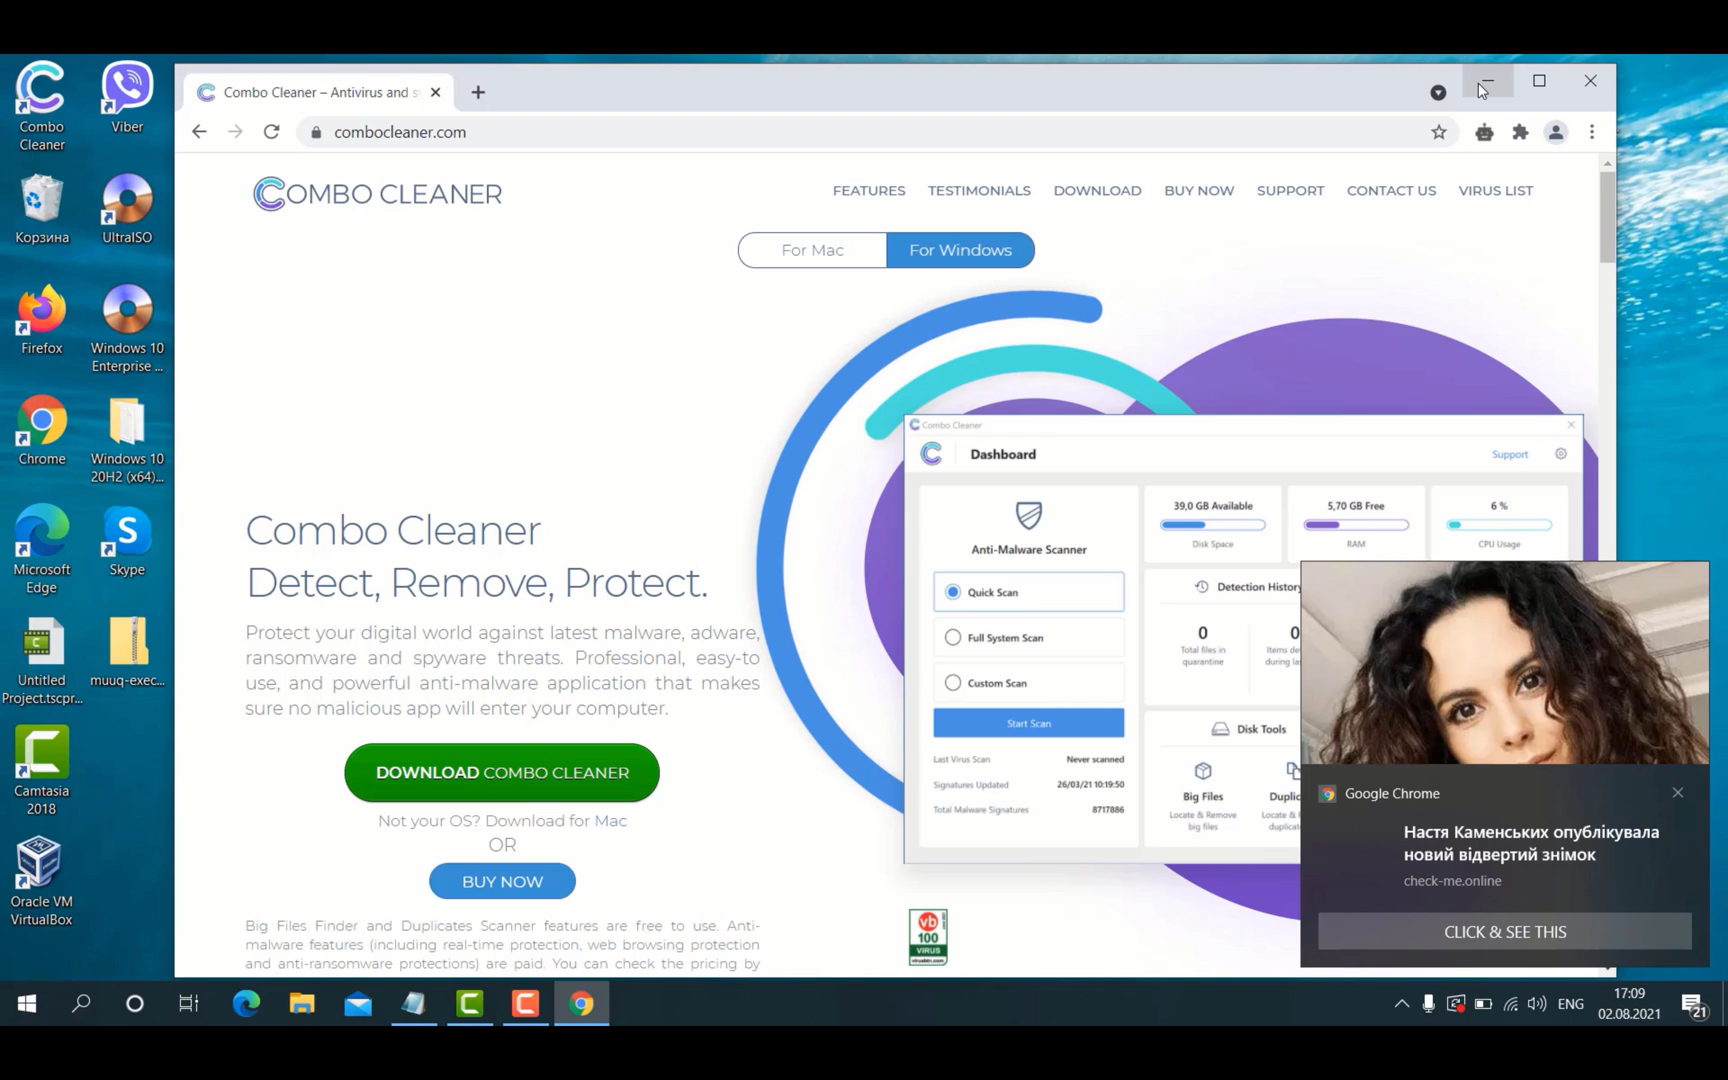 Combo Cleaner
Viber
Корзина
UltraISO
Firefox
Windows 10 Enterprise ...
Chrome
Windows 10 20H2 (x64)...
Microsoft Edge
Skype
Untitled Project.tscpr...
muuq-exec...
Camtasia 2018
Oracle VM VirtualBox
Combo Cleaner – Antivirus and s
combocleaner.com
COMBO CLEANER
FEATURES TESTIMONIALS DOWNLOAD BUY NOW SUPPORT CONTACT US VIRUS LIST
For Mac For Windows
Combo Cleaner
Detect, Remove, Protect.
Protect your digital world against latest malware, adware,
ransomware and spyware threats. Professional, easy-to
use, and powerful anti-malware application that makes
sure no malicious app will enter your computer.
DOWNLOAD COMBO CLEANER
Not your OS? Download for Mac
OR
BUY NOW
Big Files Finder and Duplicates Scanner features are free to use. Anti-
malware features (including real-time protection, web browsing protection
and anti-ransomware protections) are paid. You can check the pricing by
Combo Cleaner
Dashboard
Support
Anti-Malware Scanner
Quick Scan
Full System Scan
Custom Scan
Start Scan
Last Virus Scan Never scanned
Signatures Updated 26/03/21 10:19:50
Total Malware Signatures 8717886
39,0 GB Available
Disk Space
5,70 GB Free
RAM
6 %
CPU Usage
Detection History
0
Total files in
quarantine
0
Items de
during la
Disk Tools
Big Files
Locate & Remove
big files
Duplic
Locate &
duplicat
vb
100
VIRUS
Google Chrome
Настя Каменських опублікувала
новий відвертий знімок
check-me.online
CLICK & SEE THIS
ENG
17:09
02.08.2021
21